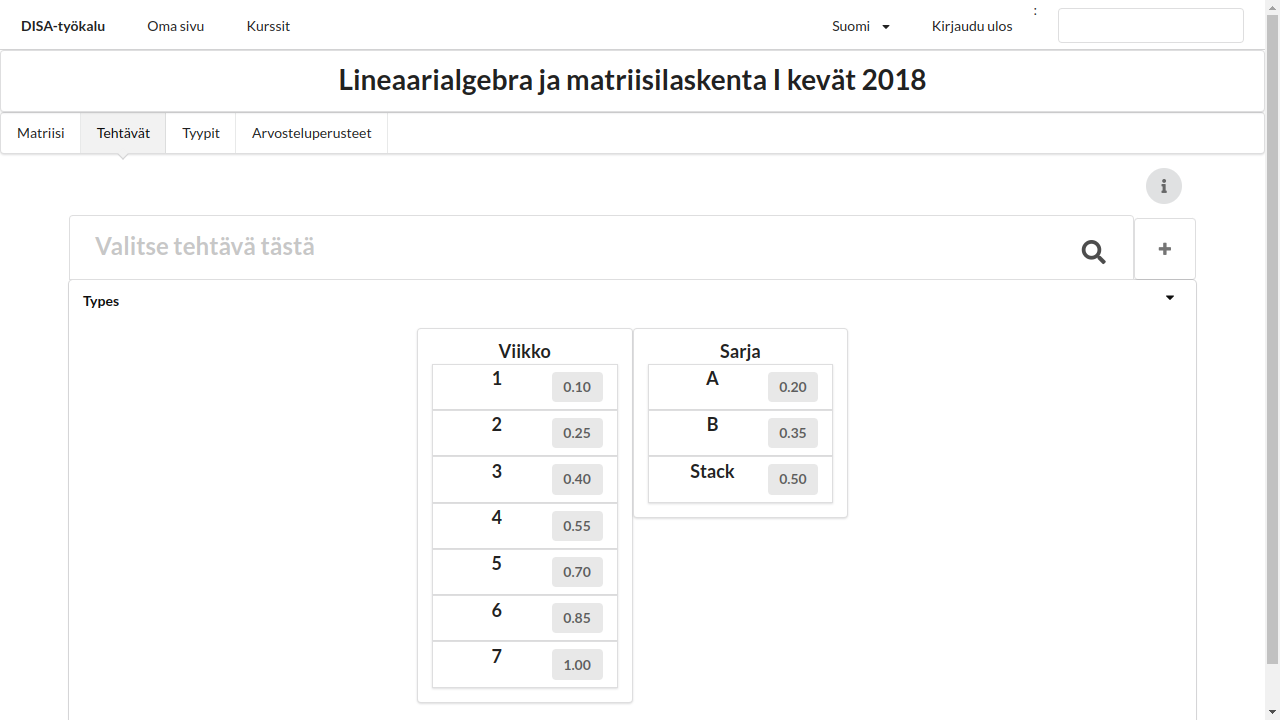 DISA-työkalu Oma sivu Kurssit Suomi Kirjaudu ulos :
Lineaarialgebra ja matriisilaskenta I kevät 2018
Matriisi Tehtävät Tyypit Arvosteluperusteet
Valitse tehtävä tästä
Types
Viikko
1 0.10
2 0.25
3 0.40
4 0.55
5 0.70
6 0.85
7 1.00
Sarja
A 0.20
B 0.35
Stack 0.50